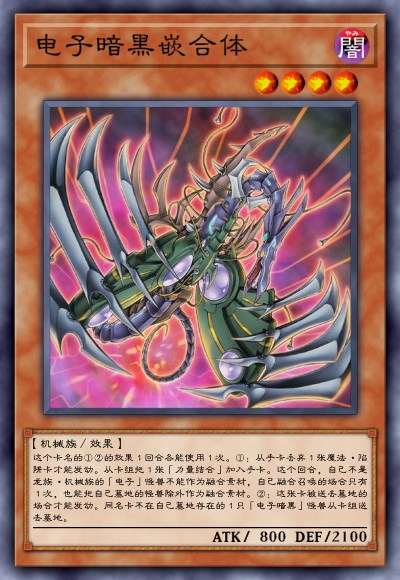 电子暗黑嵌合体
やみ
闇
【机械族／效果】
这个卡名的①②的效果1回合各能使用1次。①：从手卡丢弃1张魔法·陷
阱卡才能发动。从卡组把1张「力量结合」加入手卡。这个回合，自己不是
龙族·机械族的「电子」怪兽不能作为融合素材，自己融合召唤的场合只有
1次，也能把自己墓地的怪兽除外作为融合素材。②：这张卡被送去墓地的
场合才能发动。同名卡不在自己墓地存在的1只「电子暗黑」怪兽从卡组送
去墓地。
ATK/ 800 DEF/2100